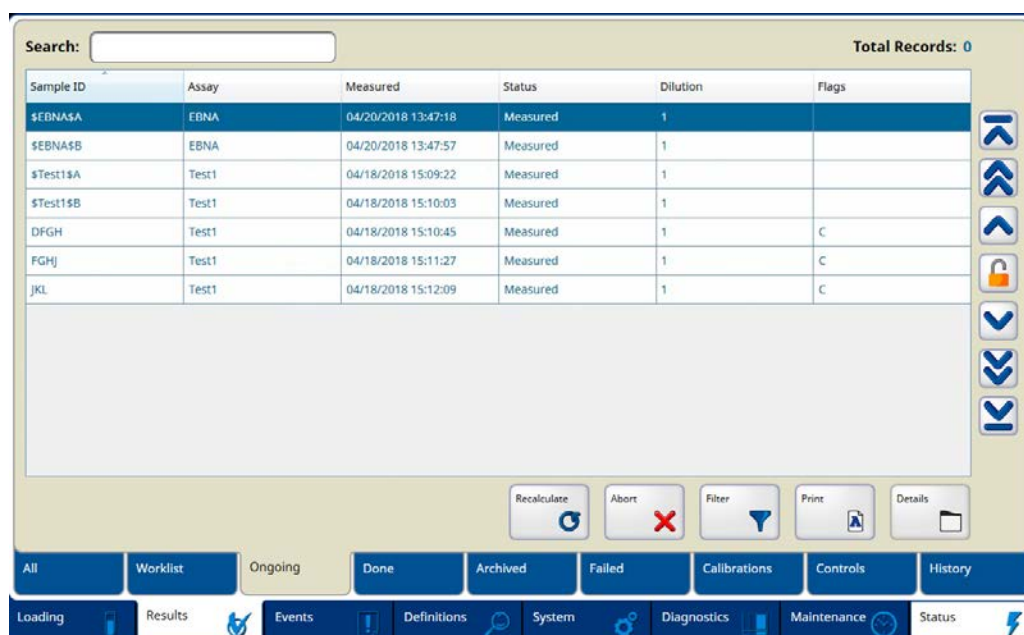 Search: Total Records: 0
Sample ID Assay Measured Status Dilution Flags
$EBNA$A EBNA 04/20/2018 13:47:18 Measured 1
$EBNA$B EBNA 04/20/2018 13:47:57 Measured 1
$Test1$A Test1 04/18/2018 15:09:22 Measured 1
$Test1$B Test1 04/18/2018 15:10:03 Measured 1
DFGH Test1 04/18/2018 15:10:45 Measured 1 C
FGHJ Test1 04/18/2018 15:11:27 Measured 1 C
JKL Test1 04/18/2018 15:12:09 Measured 1 C
Recalculate Abort Filter Print Details
All Worklist Ongoing Done Archived Failed Calibrations Controls History
Loading Results Events Definitions System Diagnostics Maintenance Status